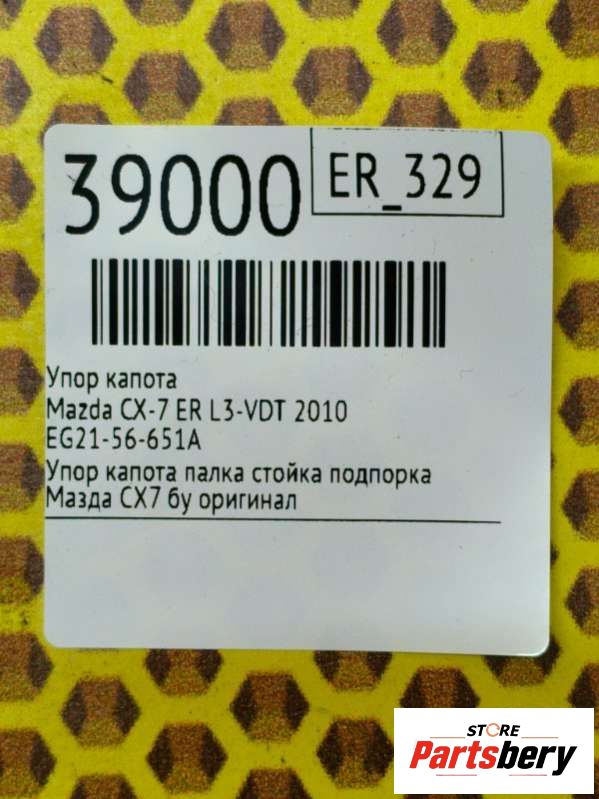 39000
ER_329
Упор капота
Mazda CX-7 ER L3-VDT 2010
EG21-56-651A
Упор капота палка стойка подпорка
Мазда СХ7 бу оригинал
STORE
Partsbery